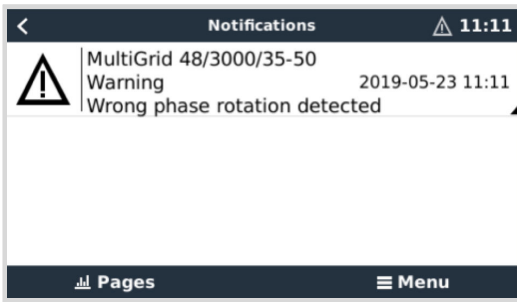 Notifications
11:11
MultiGrid 48/3000/35-50
Warning 2019-05-23 11:11
Wrong phase rotation detected
Pages Menu